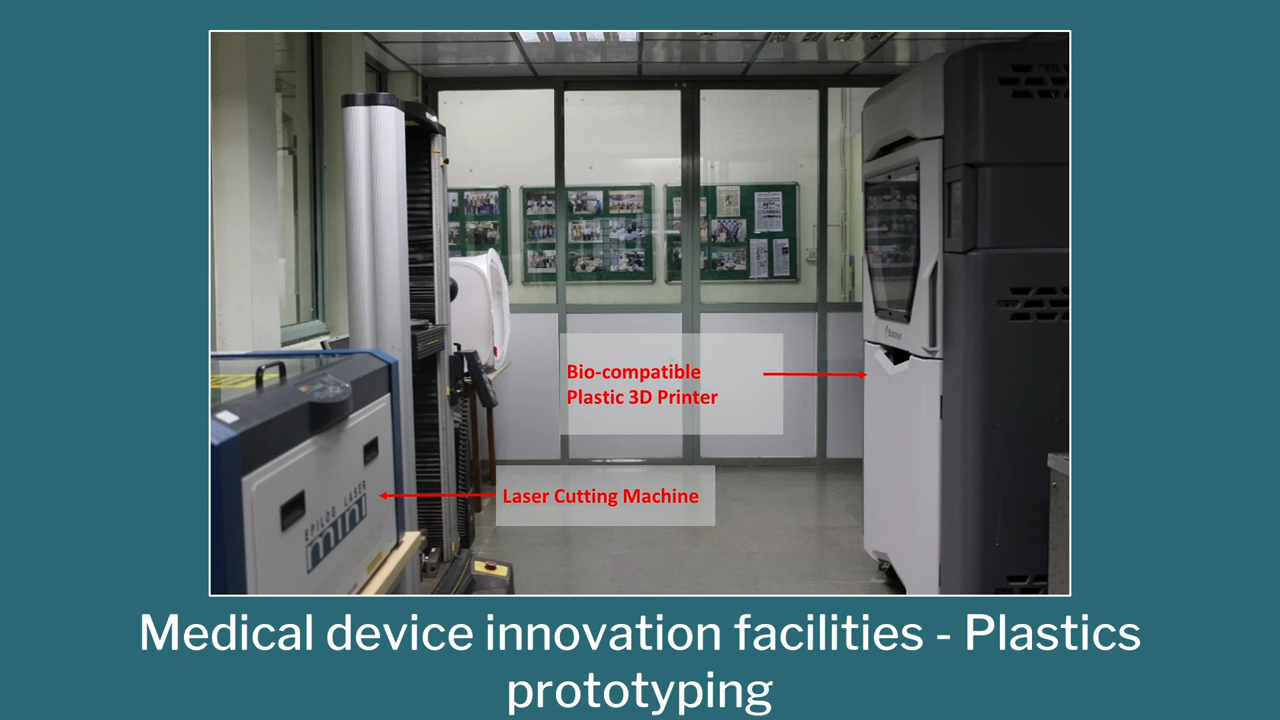 Bio-compatible
Plastic 3D Printer
Laser Cutting Machine
EPILOG LASER
mini
Medical device innovation facilities - Plastics
prototyping